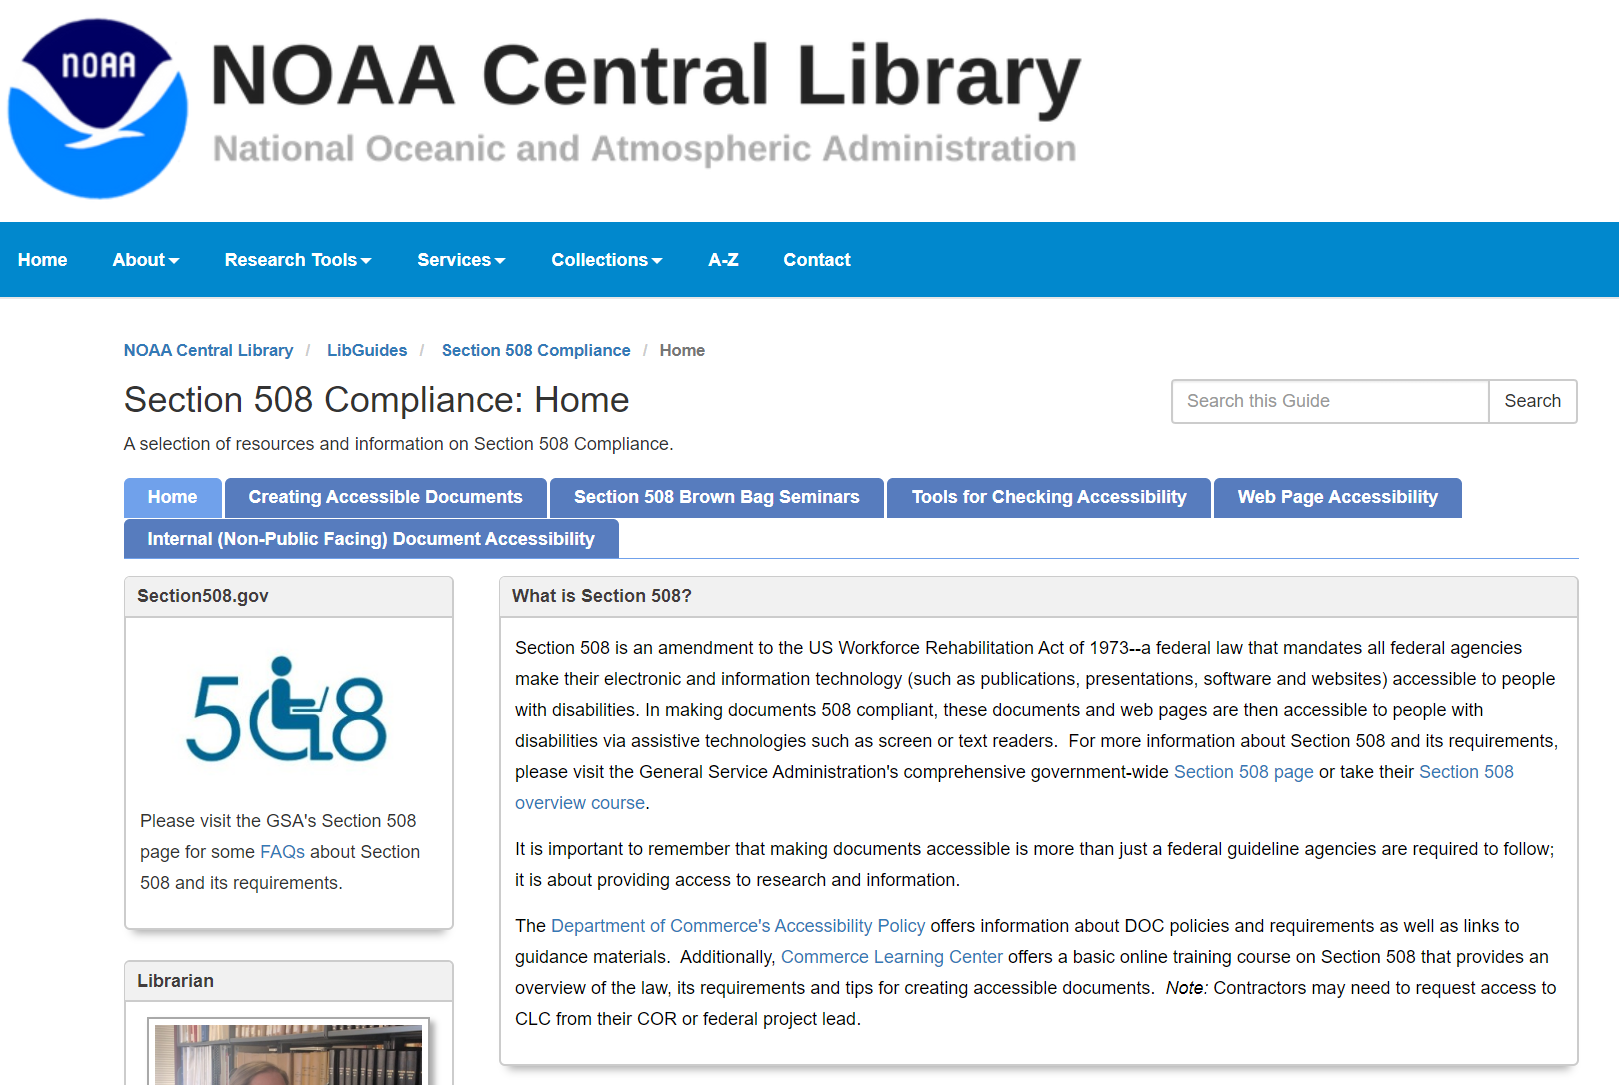 NOAA
NOAA Central Library
National Oceanic and Atmospheric Administration
Home About Research Tools Services Collections A-Z Contact
NOAA Central Library / LibGuides / Section 508 Compliance / Home
Section 508 Compliance: Home
Search this Guide Search
A selection of resources and information on Section 508 Compliance.
Home Creating Accessible Documents Section 508 Brown Bag Seminars Tools for Checking Accessibility Web Page Accessibility
Internal (Non-Public Facing) Document Accessibility
Section508.gov
508
Please visit the GSA's Section 508
page for some FAQs about Section
508 and its requirements.
Librarian
What is Section 508?
Section 508 is an amendment to the US Workforce Rehabilitation Act of 1973--a federal law that mandates all federal agencies
make their electronic and information technology (such as publications, presentations, software and websites) accessible to people
with disabilities. In making documents 508 compliant, these documents and web pages are then accessible to people with
disabilities via assistive technologies such as screen or text readers.  For more information about Section 508 and its requirements,
please visit the General Service Administration's comprehensive government-wide Section 508 page or take their Section 508
overview course.
It is important to remember that making documents accessible is more than just a federal guideline agencies are required to follow;
it is about providing access to research and information.
The Department of Commerce's Accessibility Policy offers information about DOC policies and requirements as well as links to
guidance materials.  Additionally, Commerce Learning Center offers a basic online training course on Section 508 that provides an
overview of the law, its requirements and tips for creating accessible documents.  Note: Contractors may need to request access to
CLC from their COR or federal project lead.